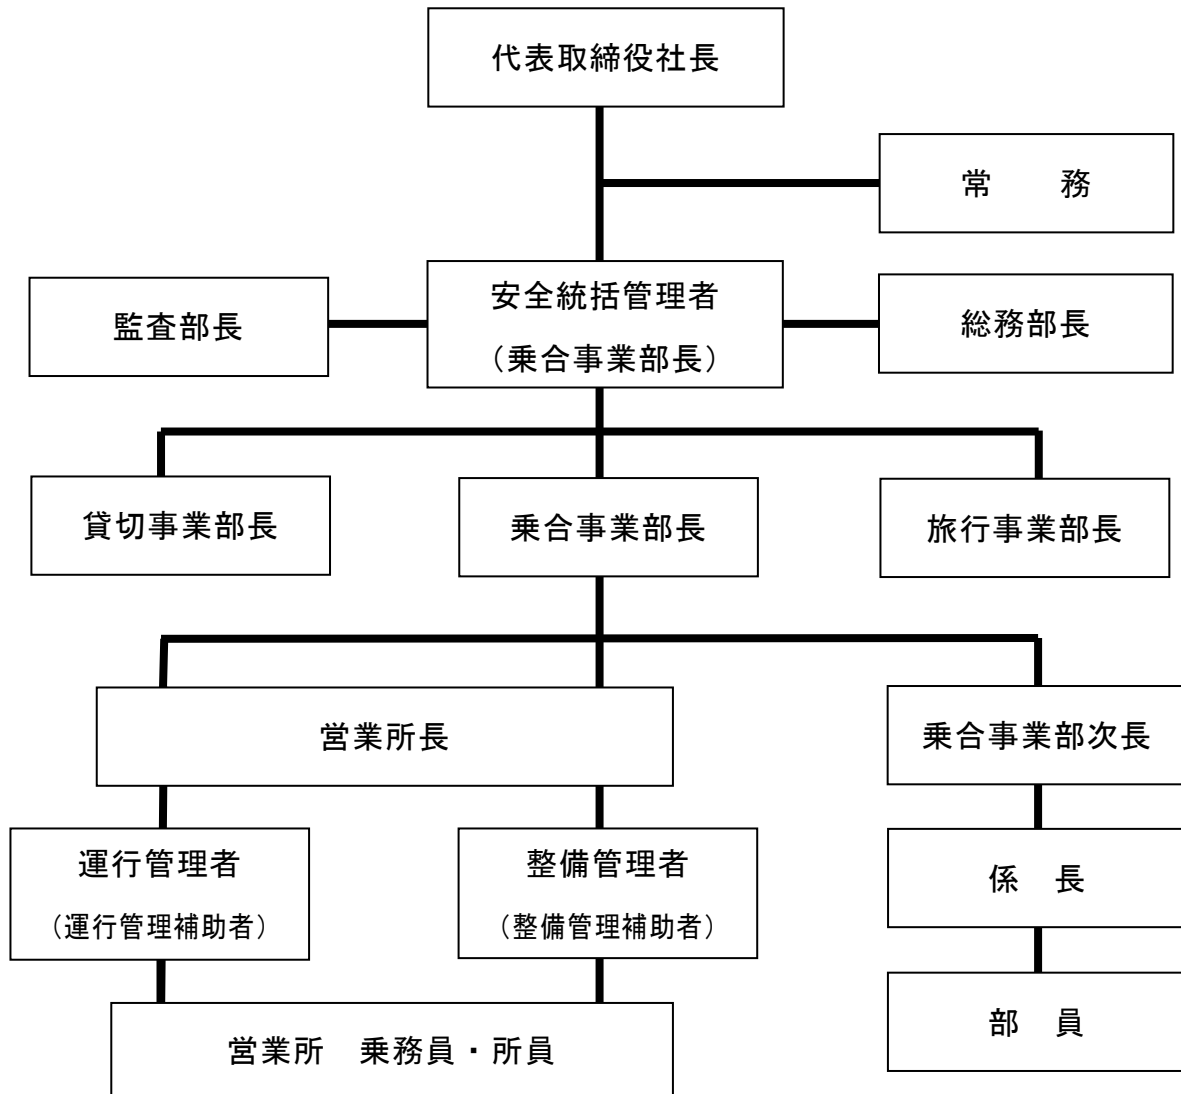 代表取締役社長
常　　務
監査部長
安全統括管理者
（乗合事業部長）
総務部長
貸切事業部長
乗合事業部長
旅行事業部長
営業所長
乗合事業部次長
運行管理者
（運行管理補助者）
整備管理者
（整備管理補助者）
係　長
営業所　乗務員・所員
部　員